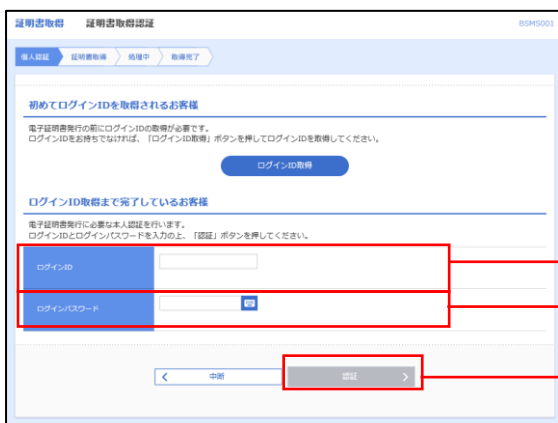 証明書取得 証明書取得認証
BSMS001
個人認証 証明書取得 処理中 取得完了
初めてログインIDを取得されるお客様
電子証明書発行の前にログインIDの取得が必要です。
ログインIDをお持ちでなければ、「ログインID取得」ボタンを押してログインIDを取得してください。
ログインID取得
ログインID取得まで完了しているお客様
電子証明書発行に必要な本人認証を行います。
ログインIDとログインパスワードを入力の上、「認証」ボタンを押してください。
ログインID
ログインパスワード
中断 認証